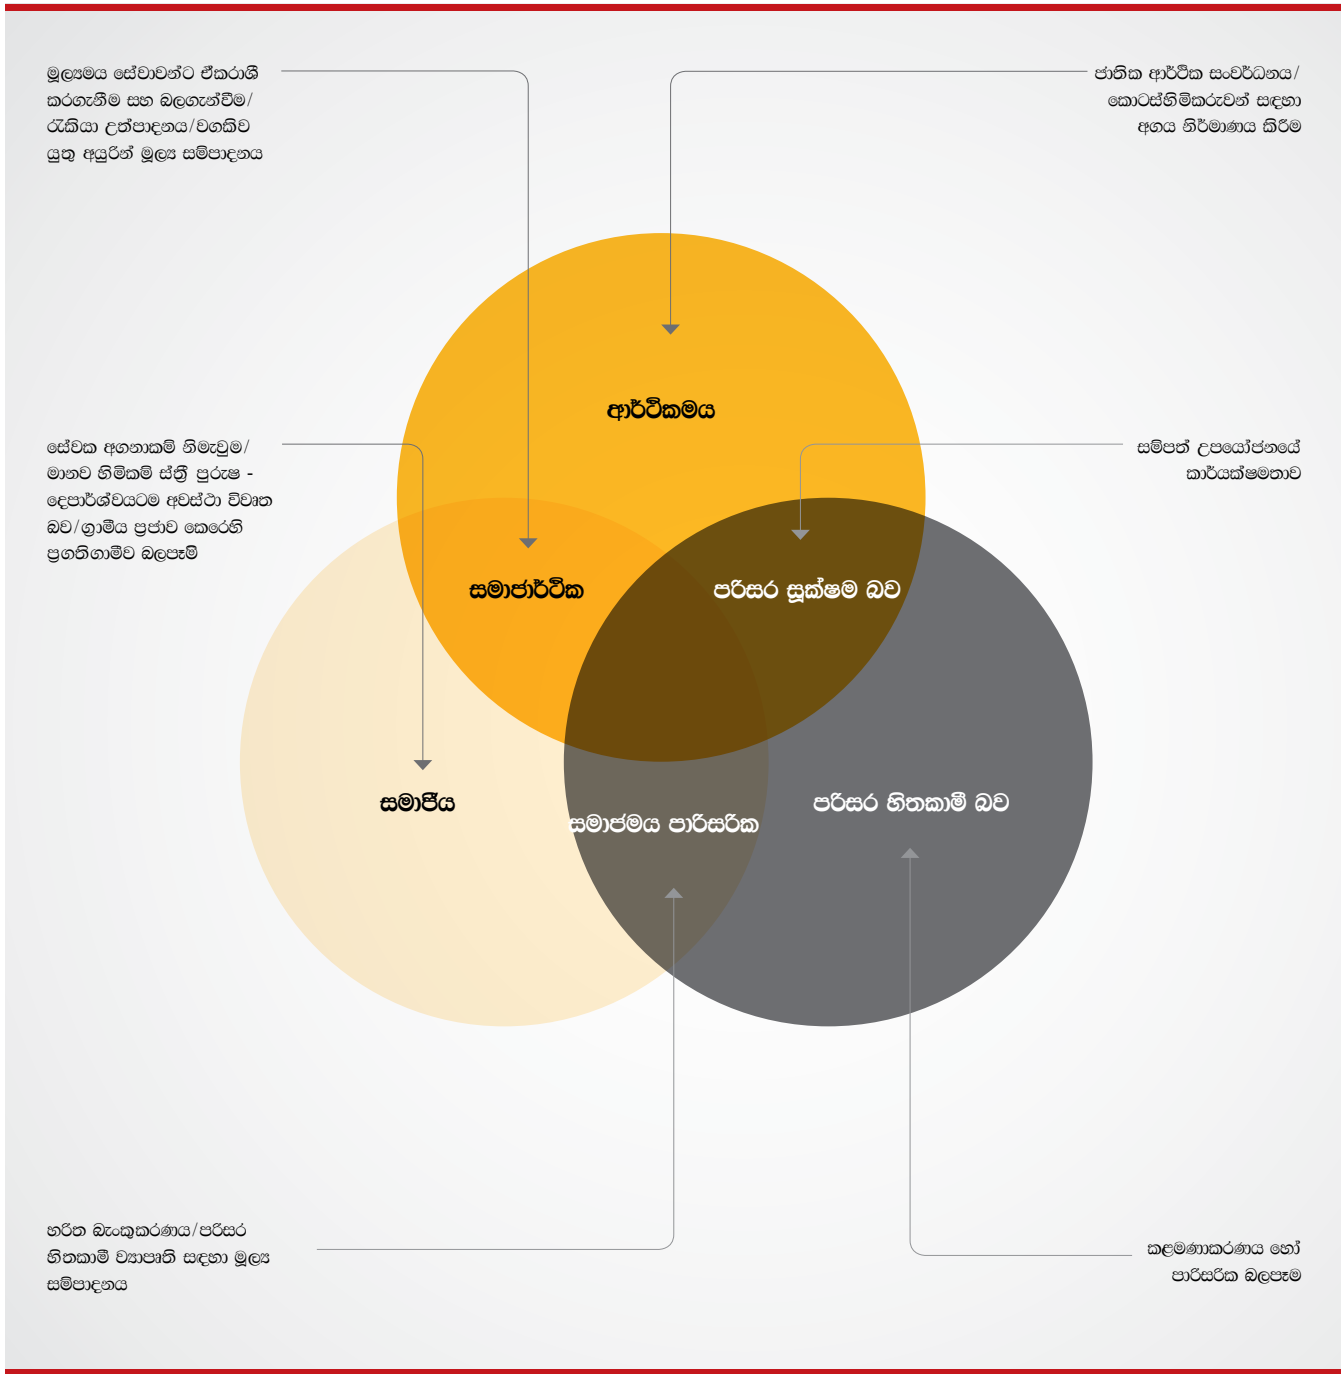 මූල්‍යමය සේවාවන්ට ඒකරාශී
කරගැනීම සහ බලගැන්වීම/
රැකියා උත්පාදනය/වගකිව
යුතු අයුරින් මූල්‍ය සම්පාදනය
ජාතික ආර්ථික සංවර්ධනය/
කොටස්හිමිකරුවන් සඳහා
අගය නිර්මාණය කිරීම
ආර්ථිකමය
සේවක අගනාකම් නිමැවුම/
මානව හිමිකම් ස්ත්‍රී පුරුෂ -
දෙපාර්ශ්වයටම අවස්ථා විවෘත
බව/ග්‍රාමීය ප්‍රජාව කෙරෙහි
ප්‍රගතිගාමීව බලපෑම්
සම්පත් උපයෝජනයේ
කාර්යක්ෂමතාව
සමාජාර්ථික
පරිසර සූක්ෂම බව
සමාජීය
සමාජමය පාරිසරික
පරිසර හිතකාමී බව
හරිත බැංකුකරණය/පරිසර
හිතකාමී ව්‍යාපෘති සඳහා මූල්‍ය
සම්පාදනය
කළමණාකරණය හෝ
පාරිසරික බලපෑම